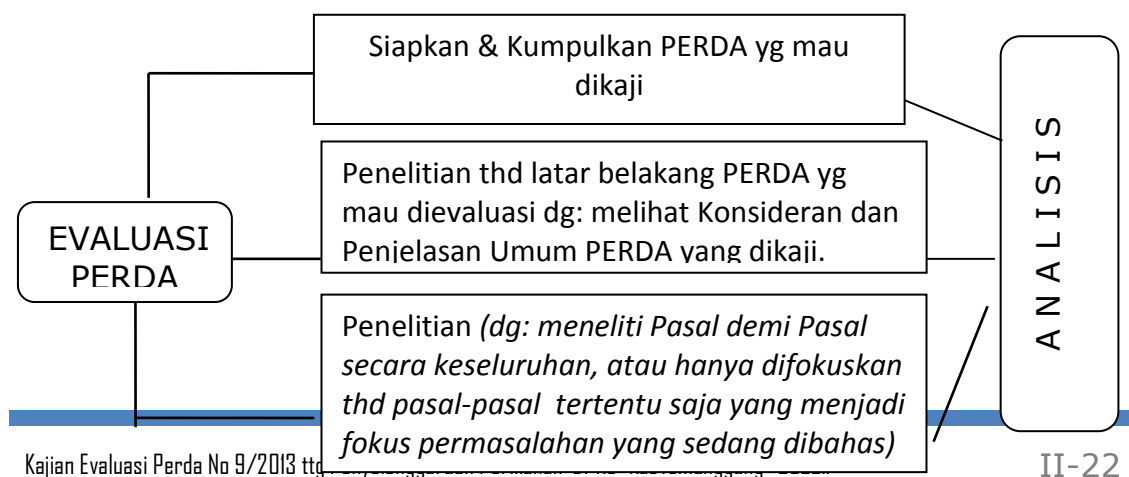 Siapkan & Kumpulkan PERDA yg mau
dikaji
Penelitian thd latar belakang PERDA yg
mau dievaluasi dg: melihat Konsideran dan
Penjelasan Umum PERDA yang dikaji.
EVALUASI
PERDA
Penelitian (dg: meneliti Pasal demi Pasal
secara keseluruhan, atau hanya difokuskan
thd pasal-pasal tertentu saja yang menjadi
fokus permasalahan yang sedang dibahas)
ANALISIS
Kajian Evaluasi Perda No 9/2013 ttg
II-22